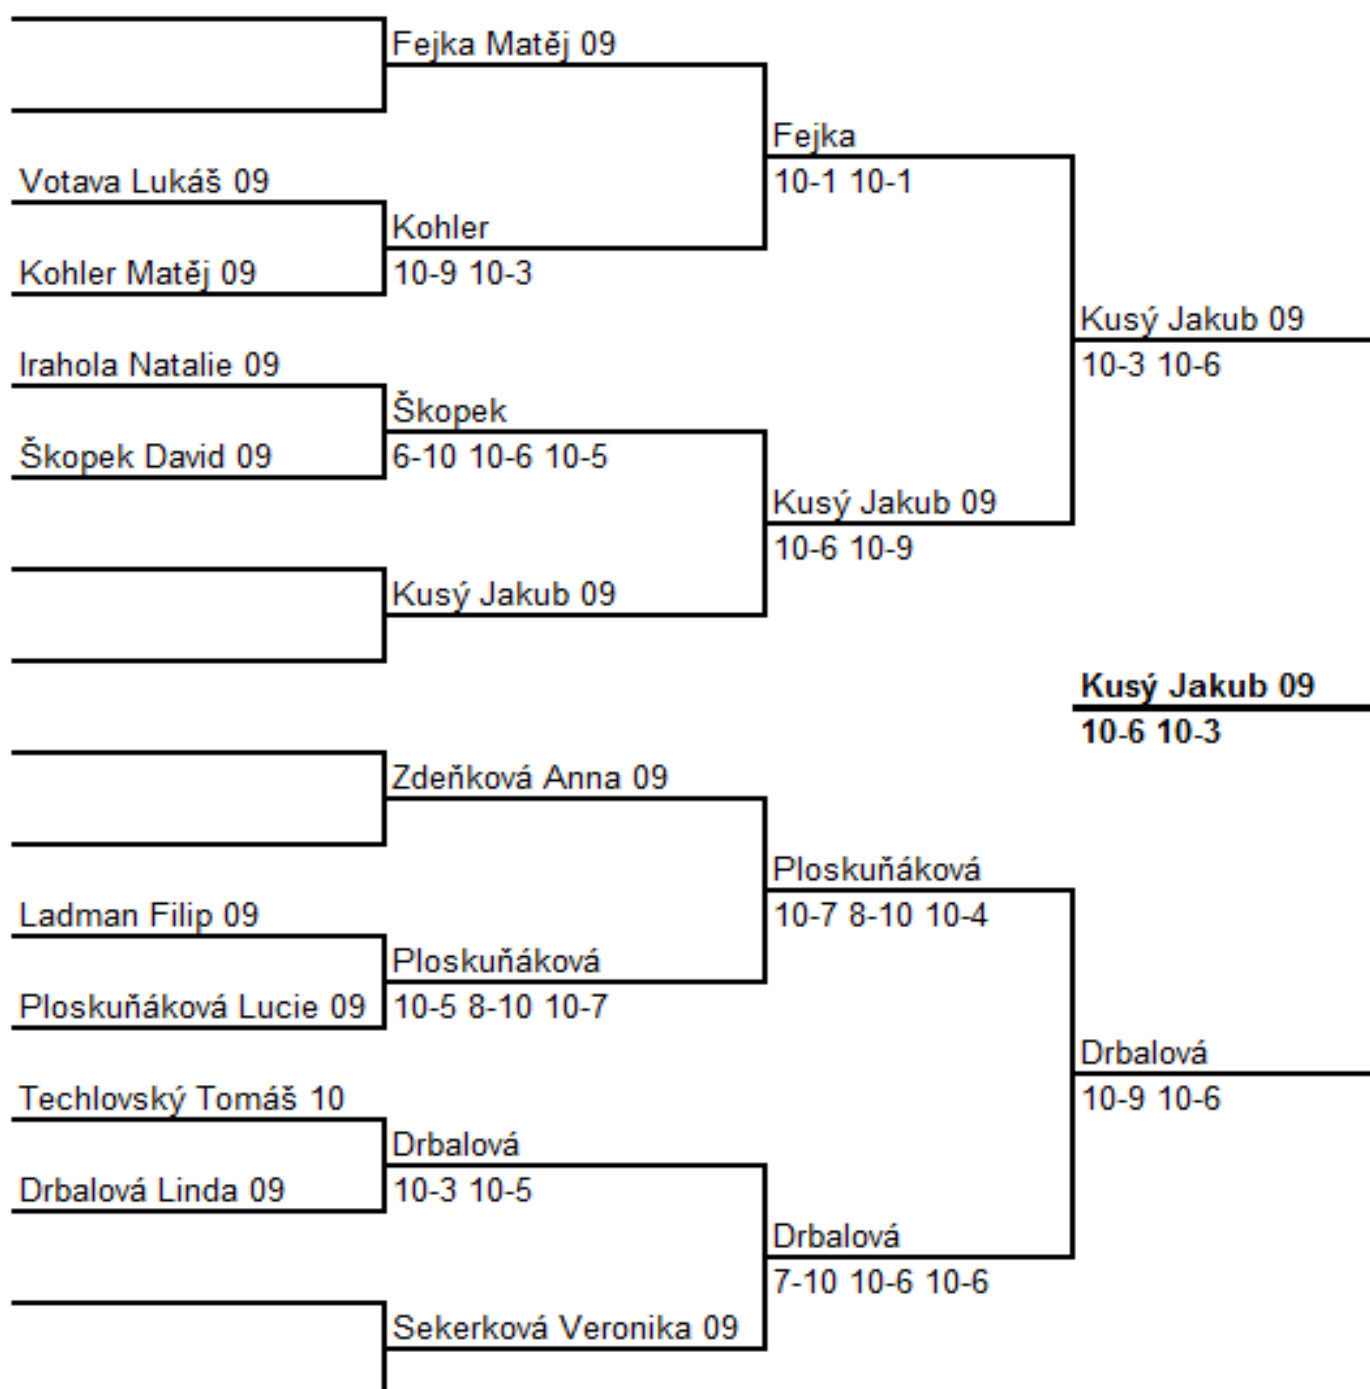 Fejka Matěj 09
Fejka
10-1 10-1
Votava Lukáš 09
Kohler
Kohler Matěj 09
10-9 10-3
Kusý Jakub 09
10-3 10-6
Irahola Natalie 09
Škopek
Škopek David 09
6-10 10-6 10-5
Kusý Jakub 09
10-6 10-9
Kusý Jakub 09
Kusý Jakub 09
10-6 10-3
Zdeňková Anna 09
Ploskuňáková
10-7 8-10 10-4
Ladman Filip 09
Ploskuňáková
Ploskuňáková Lucie 09
10-5 8-10 10-7
Drbalová
10-9 10-6
Techlovský Tomáš 10
Drbalová
Drbalová Linda 09
10-3 10-5
Drbalová
7-10 10-6 10-6
Sekerková Veronika 09